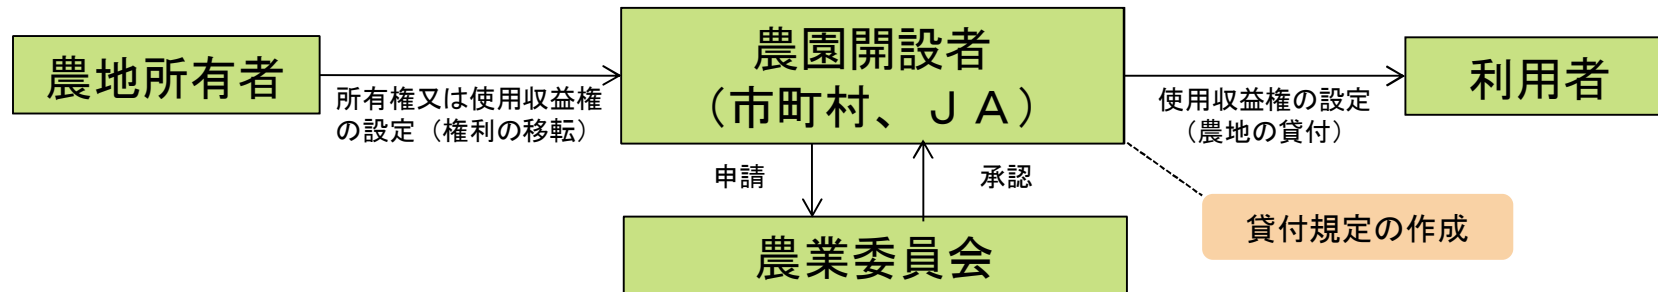 農地所有者
所有権又は使用収益権
の設定（権利の移転）
農園開設者
（市町村、ＪＡ）
使用収益権の設定
（農地の貸付）
利用者
申請
承認
貸付規定の作成
農業委員会